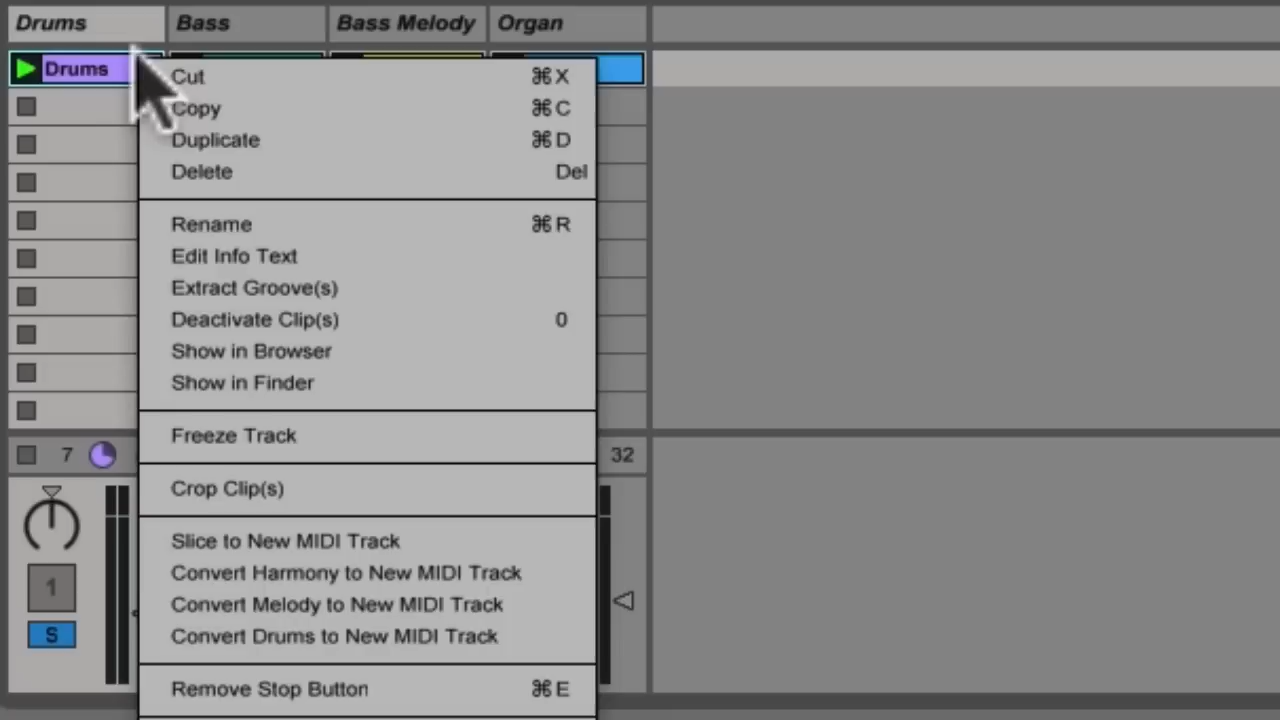 Drums Bass Bass Melody Organ
Drums
Cut ⌘X
Copy ⌘C
Duplicate ⌘D
Delete Del
Rename ⌘R
Edit Info Text
Extract Groove(s)
Deactivate Clip(s) 0
Show in Browser
Show in Finder
Freeze Track
7 32
Crop Clip(s)
Slice to New MIDI Track
Convert Harmony to New MIDI Track
1
Convert Melody to New MIDI Track
Convert Drums to New MIDI Track
S
Remove Stop Button ⌘E